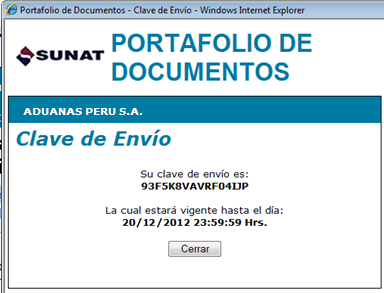 Portafolio de Documentos - Clave de Envío - Windows Internet Explorer
SUNAT
PORTAFOLIO DE
DOCUMENTOS
ADUANAS PERU S.A.
Clave de Envío
Su clave de envío es:
93F5K8VAVRF04IJP
La cual estará vigente hasta el día:
20/12/2012 23:59:59 Hrs.
Cerrar